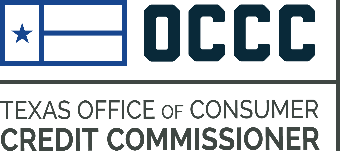 OCCC
TEXAS OFFICE OF CONSUMER
CREDIT COMMISSIONER